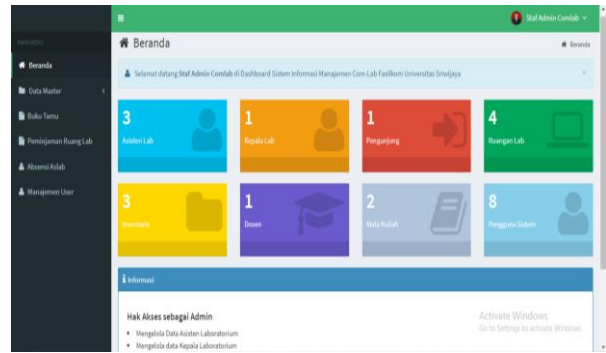 Staf Admin Comlab
MAIN MENU
Beranda
Data Master
Buku Tamu
Peminjaman Ruang Lab
Absensi Aslab
Manajemen User
Beranda
Beranda
Selamat datang Staf Admin Comlab di Dashboard Sistem Informasi Manajemen Com-Lab Fasilkom Universitas Sriwijaya
3
Asisten Lab
1
Kepala Lab
1
Pengunjung
4
Ruangan Lab
3
Inventaris
1
Dosen
2
Mata Kuliah
8
Pengguna Sistem
Informasi
Hak Akses sebagai Admin
Mengelola Data Asisten Laboratorium
Mengelola data Kepala Laboratorium
Activate Windows
Go to Settings to activate Windows.